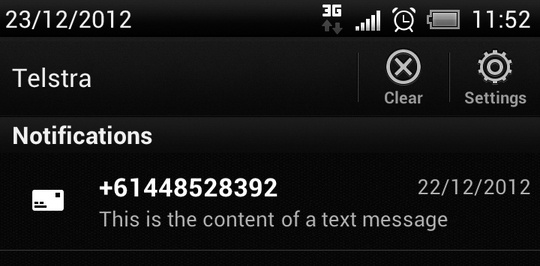 23/12/2012 3G 11:52
Telstra
Clear Settings
Notifications
+61448528392 22/12/2012
This is the content of a text message